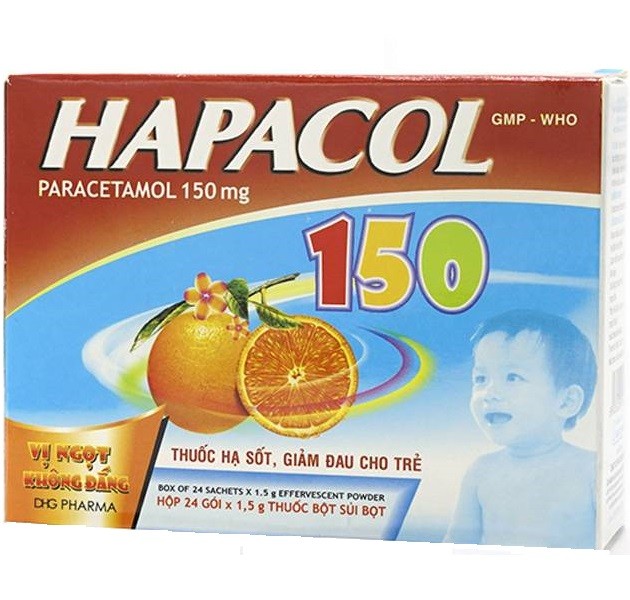 HAPACOL
GMP - WHO
PARACETAMOL 150 mg
150
VỊ NGỌT
KHÔNG ĐẮNG
DHG PHARMA
THUỐC HẠ SỐT, GIẢM ĐAU CHO TRẺ
BOX OF 24 SACHETS X 1.5 g EFFERVESCENT POWDER
HỘP 24 GÓI x 1,5 g THUỐC BỘT SỦI BỌT